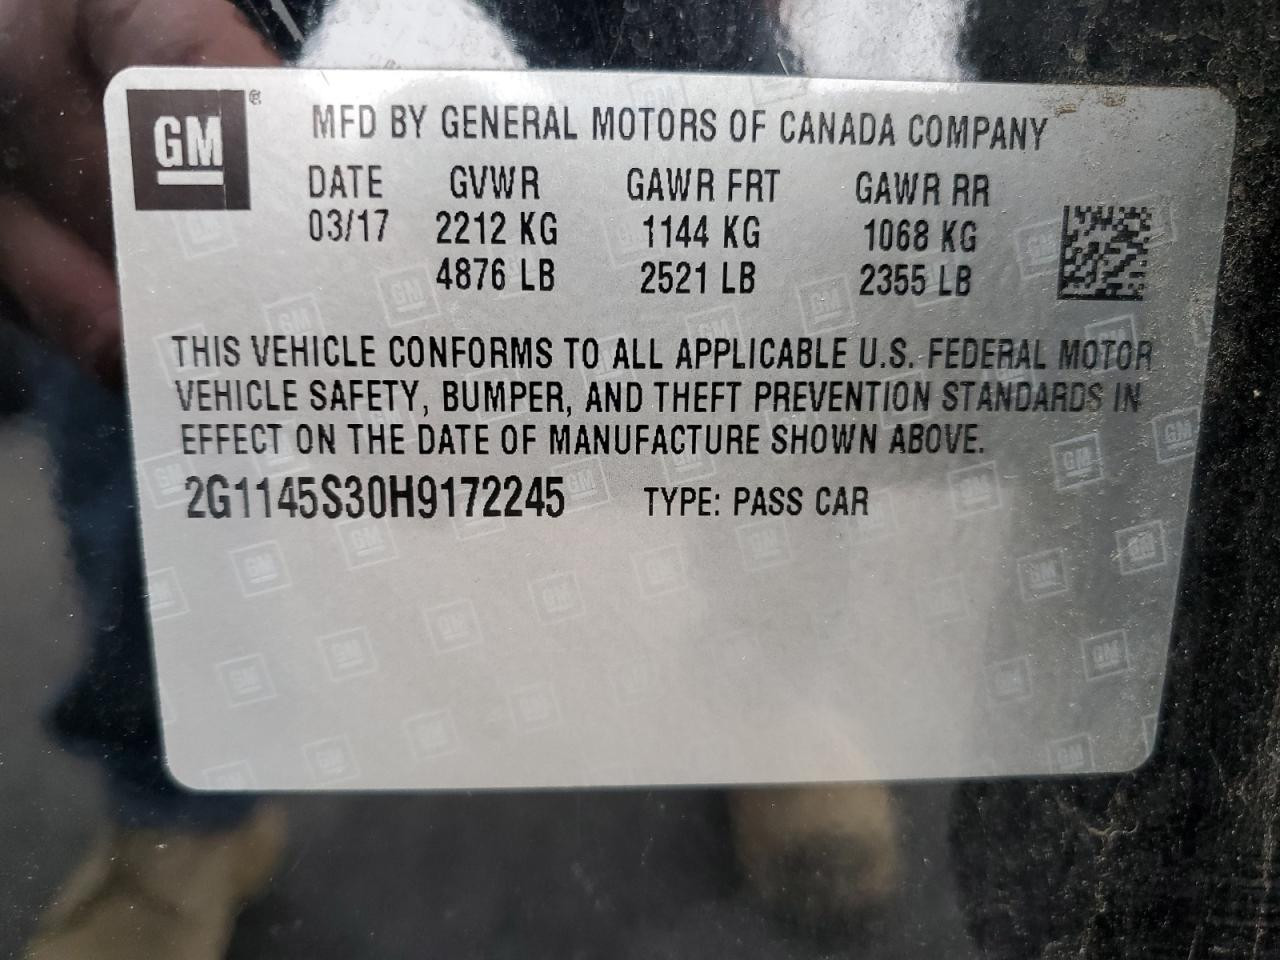 GM®
MFD BY GENERAL MOTORS OF CANADA COMPANY
DATE GVWR GAWR FRT GAWR RR
03/17 2212 KG 1144 KG 1068 KG
4876 LB 2521 LB 2355 LB
THIS VEHICLE CONFORMS TO ALL APPLICABLE U.S. FEDERAL MOTOR
VEHICLE SAFETY, BUMPER, AND THEFT PREVENTION STANDARDS IN
EFFECT ON THE DATE OF MANUFACTURE SHOWN ABOVE.
2G1145S30H9172245 TYPE: PASS CAR